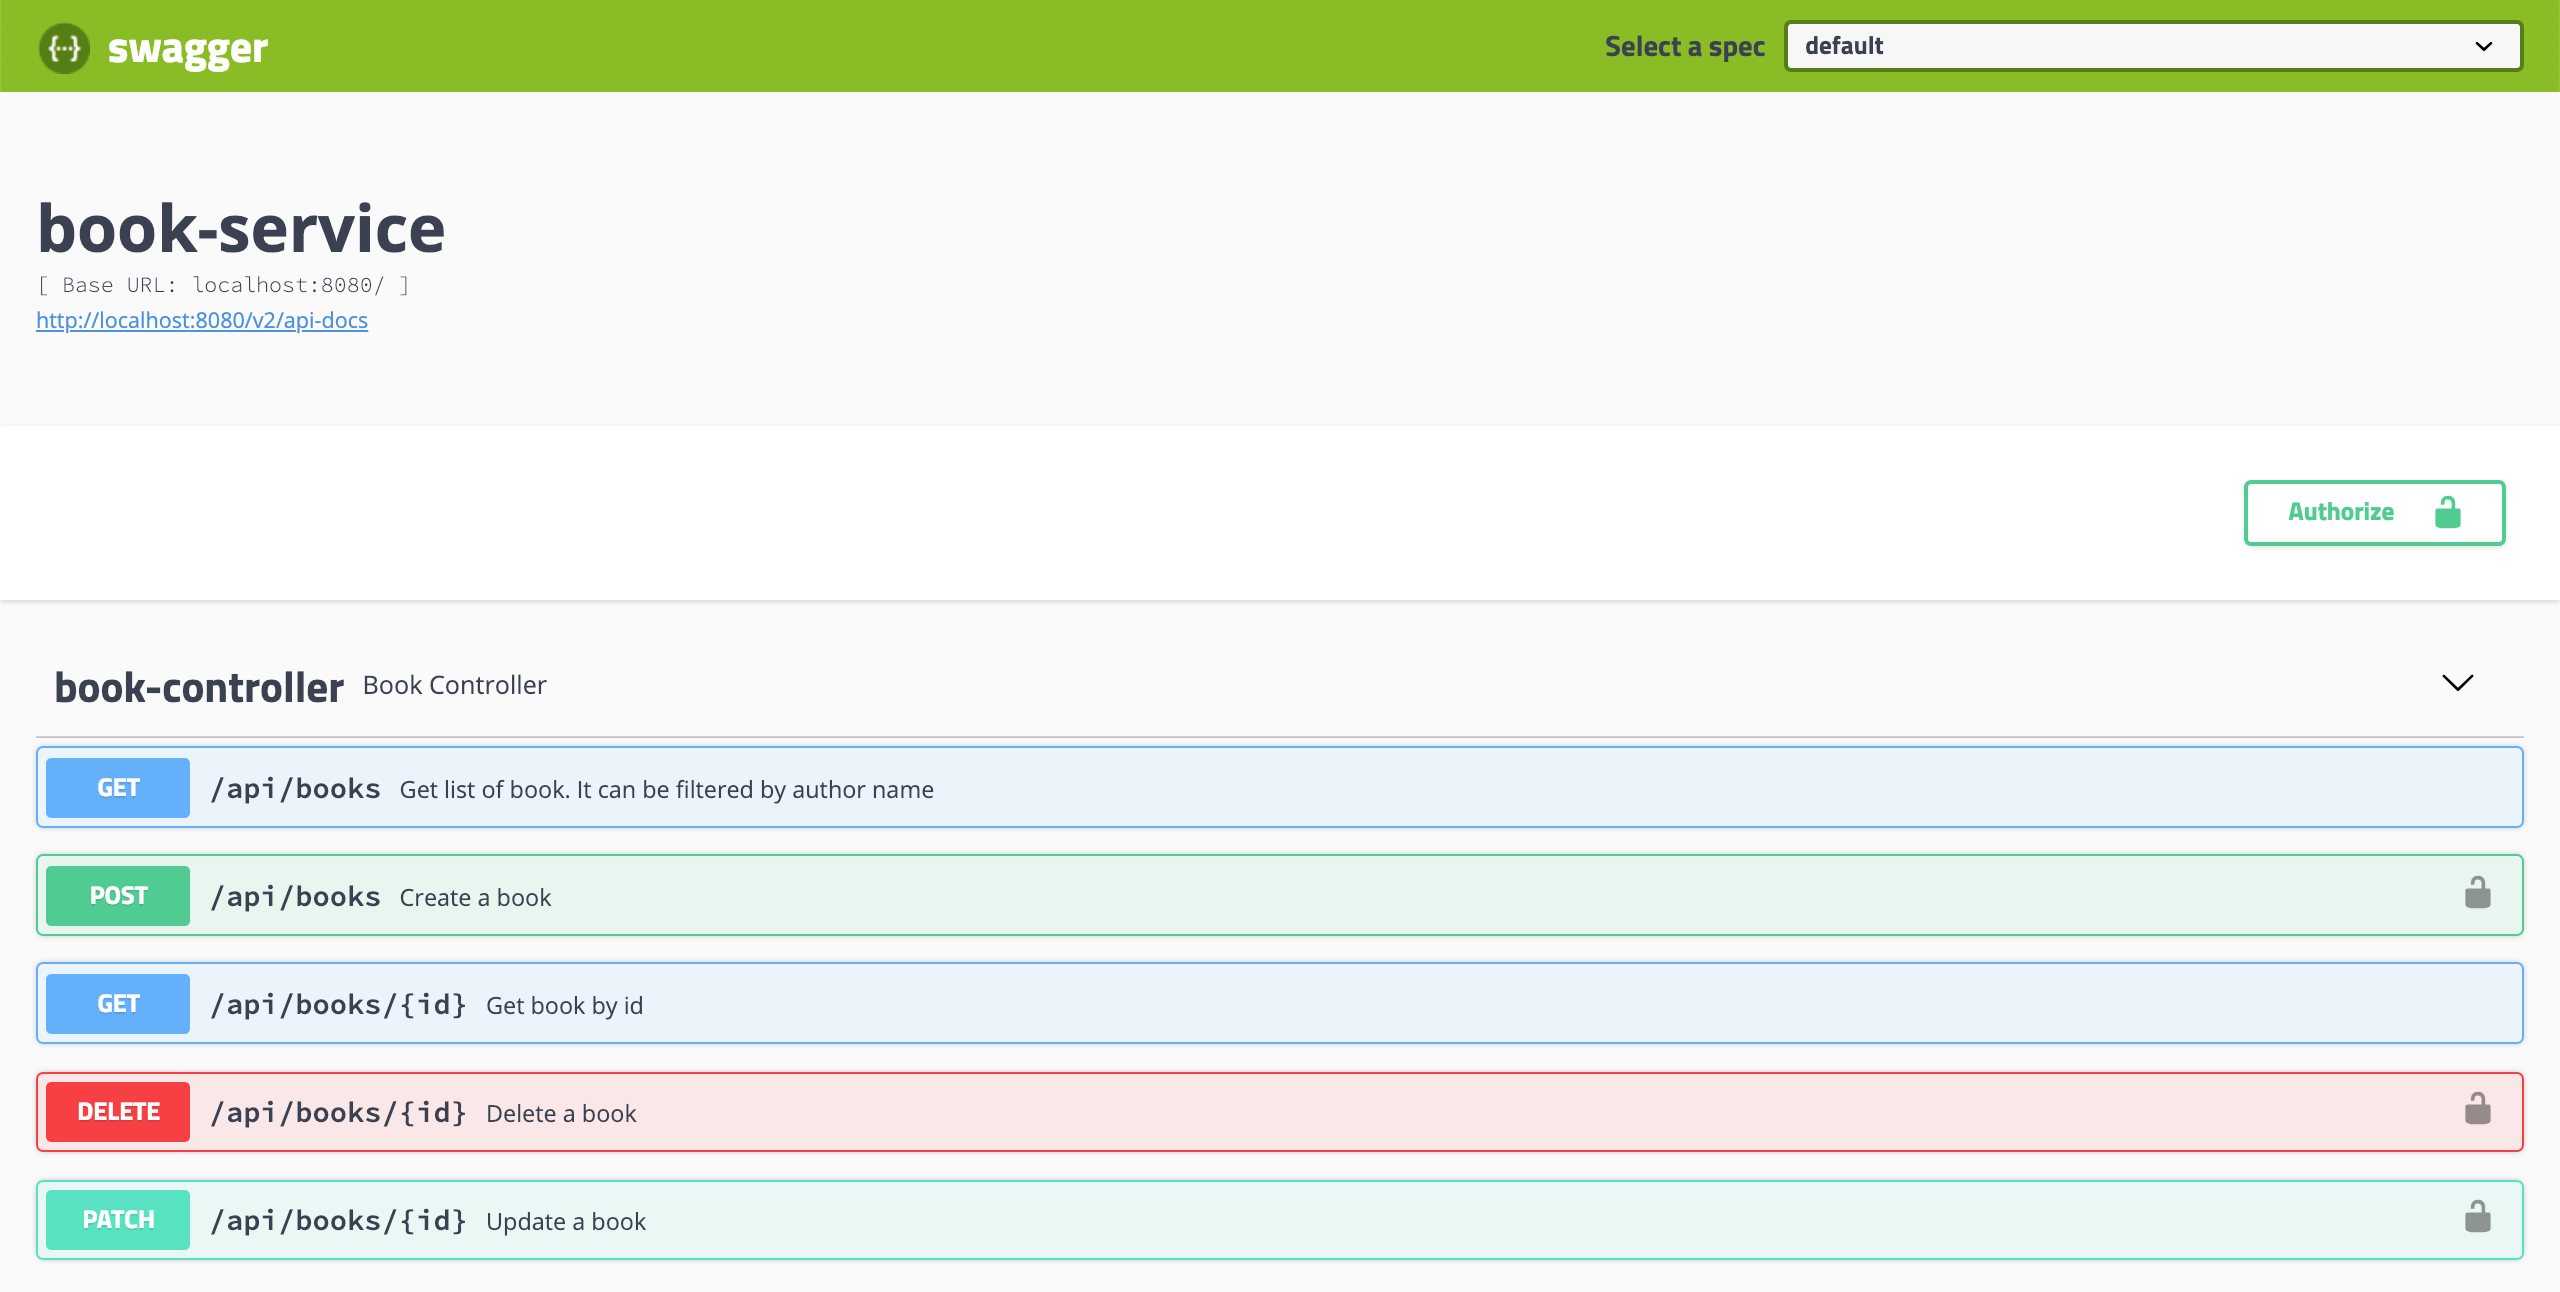 {···} swagger
Select a spec default
book-service
[ Base URL: localhost:8080/ ]
http://localhost:8080/v2/api-docs
Authorize
book-controller Book Controller
GET /api/books Get list of book. It can be filtered by author name
POST /api/books Create a book
GET /api/books/{id} Get book by id
DELETE /api/books/{id} Delete a book
PATCH /api/books/{id} Update a book